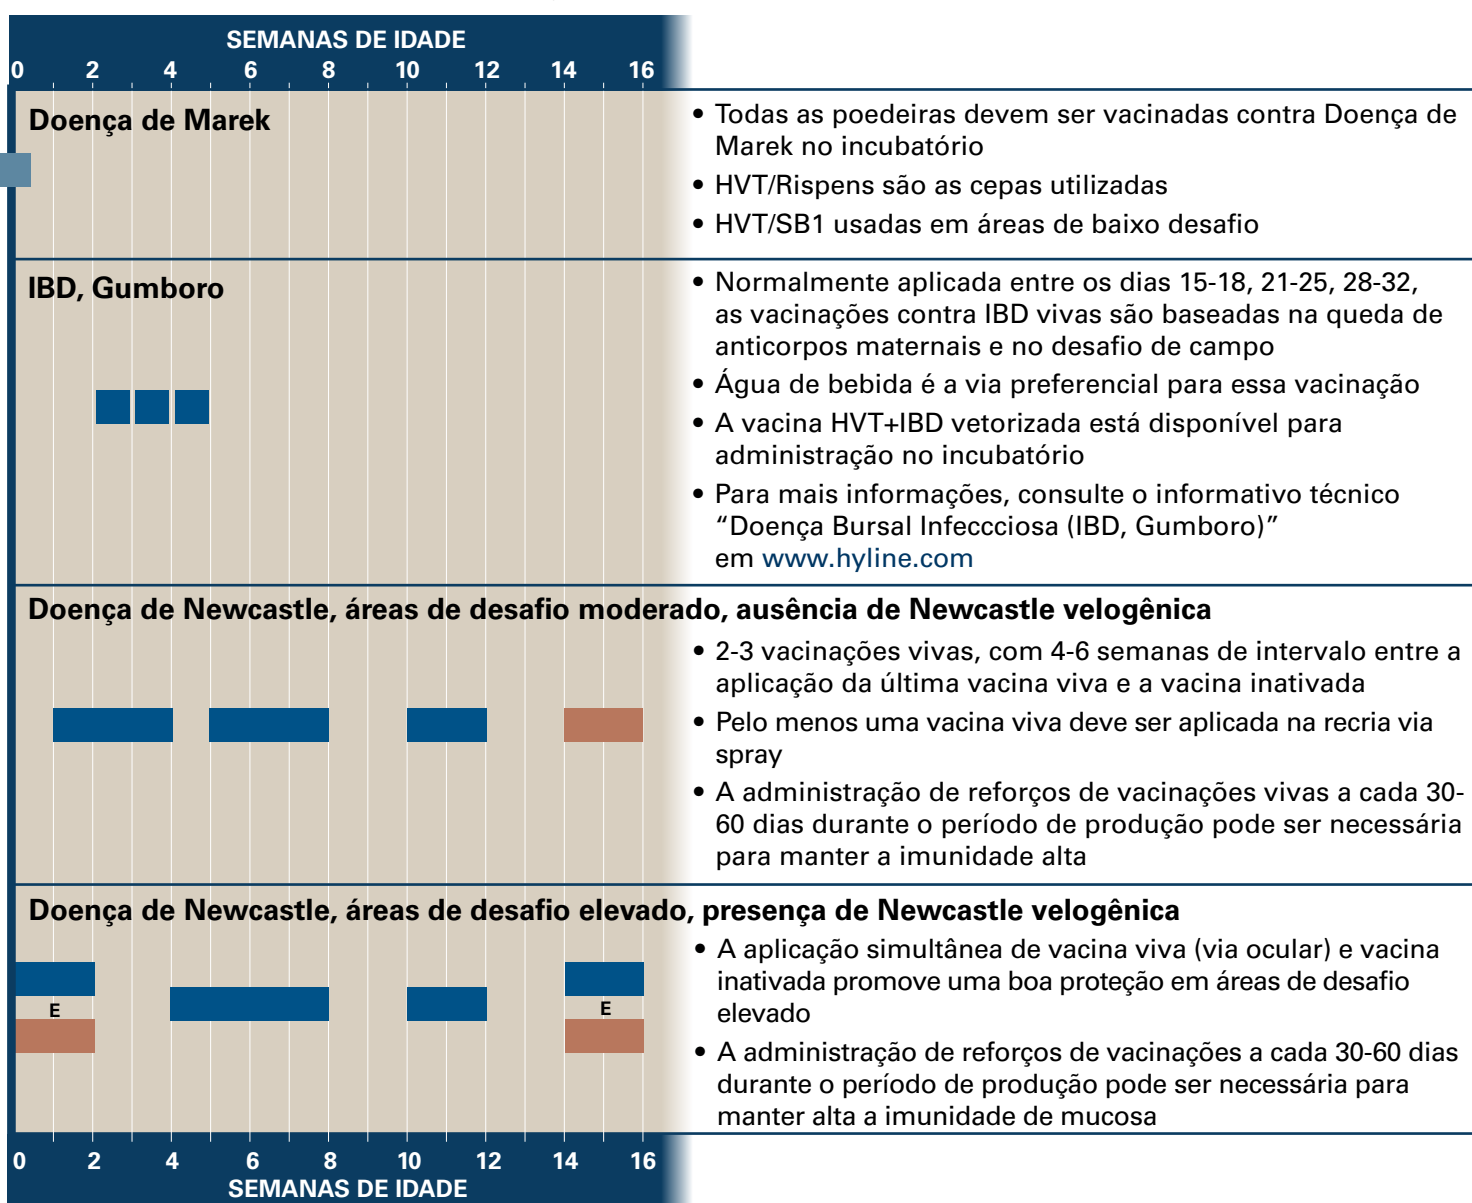 SEMANAS DE IDADE
0 2 4 6 8 10 12 14 16
Doença de Marek
• Todas as poedeiras devem ser vacinadas contra Doença de
Marek no incubatório
• HVT/Rispens são as cepas utilizadas
• HVT/SB1 usadas em áreas de baixo desafio
IBD, Gumboro
• Normalmente aplicada entre os dias 15-18, 21-25, 28-32,
as vacinações contra IBD vivas são baseadas na queda de
anticorpos maternais e no desafio de campo
• Água de bebida é a via preferencial para essa vacinação
• A vacina HVT+IBD vetorizada está disponível para
administração no incubatório
• Para mais informações, consulte o informativo técnico
“Doença Bursal Infeccciosa (IBD, Gumboro)”
em www.hyline.com
Doença de Newcastle, áreas de desafio moderado, ausência de Newcastle velogênica
• 2-3 vacinações vivas, com 4-6 semanas de intervalo entre a
aplicação da última vacina viva e a vacina inativada
• Pelo menos uma vacina viva deve ser aplicada na recria via
spray
• A administração de reforços de vacinações vivas a cada 30-
60 dias durante o período de produção pode ser necessária
para manter a imunidade alta
Doença de Newcastle, áreas de desafio elevado, presença de Newcastle velogênica
E E
• A aplicação simultânea de vacina viva (via ocular) e vacina
inativada promove uma boa proteção em áreas de desafio
elevado
• A administração de reforços de vacinações a cada 30-60 dias
durante o período de produção pode ser necessária para
manter alta a imunidade de mucosa
0 2 4 6 8 10 12 14 16
SEMANAS DE IDADE